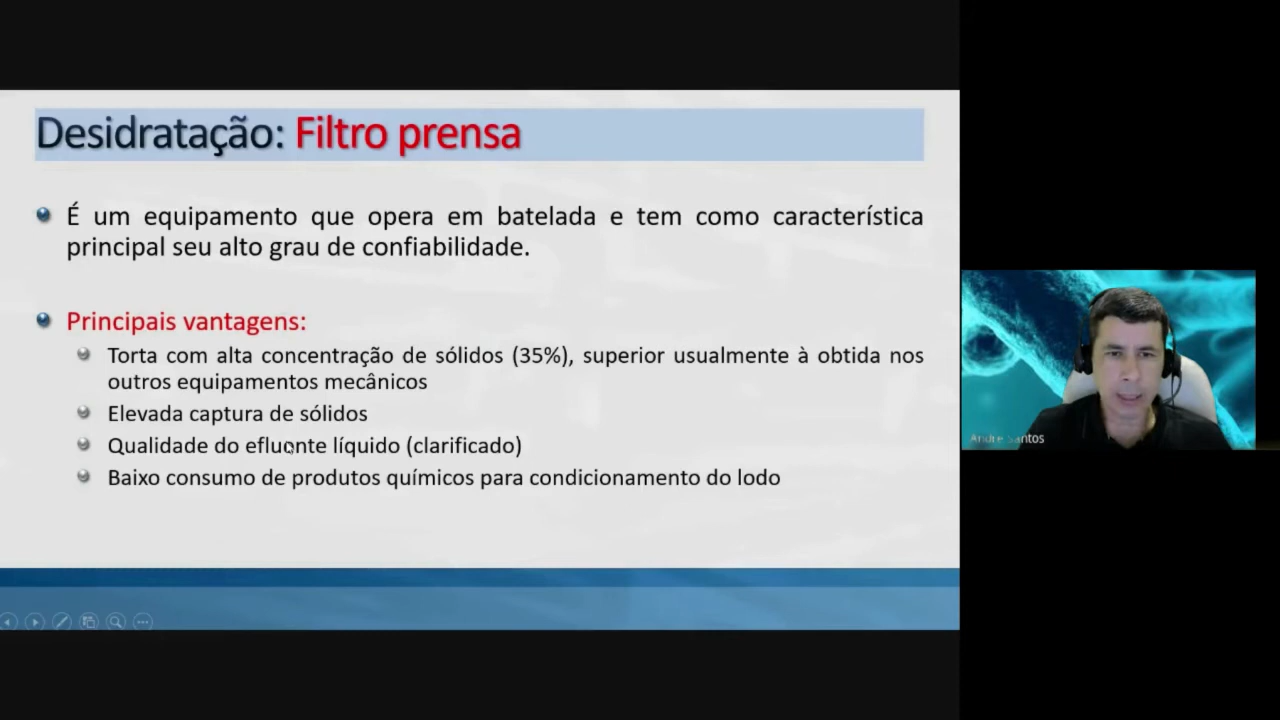 Desidratação: Filtro prensa
É um equipamento que opera em batelada e tem como característica
principal seu alto grau de confiabilidade.
Principais vantagens:
Torta com alta concentração de sólidos (35%), superior usualmente à obtida nos
outros equipamentos mecânicos
Elevada captura de sólidos
Qualidade do efluente líquido (clarificado)
Baixo consumo de produtos químicos para condicionamento do lodo
Andre Santos